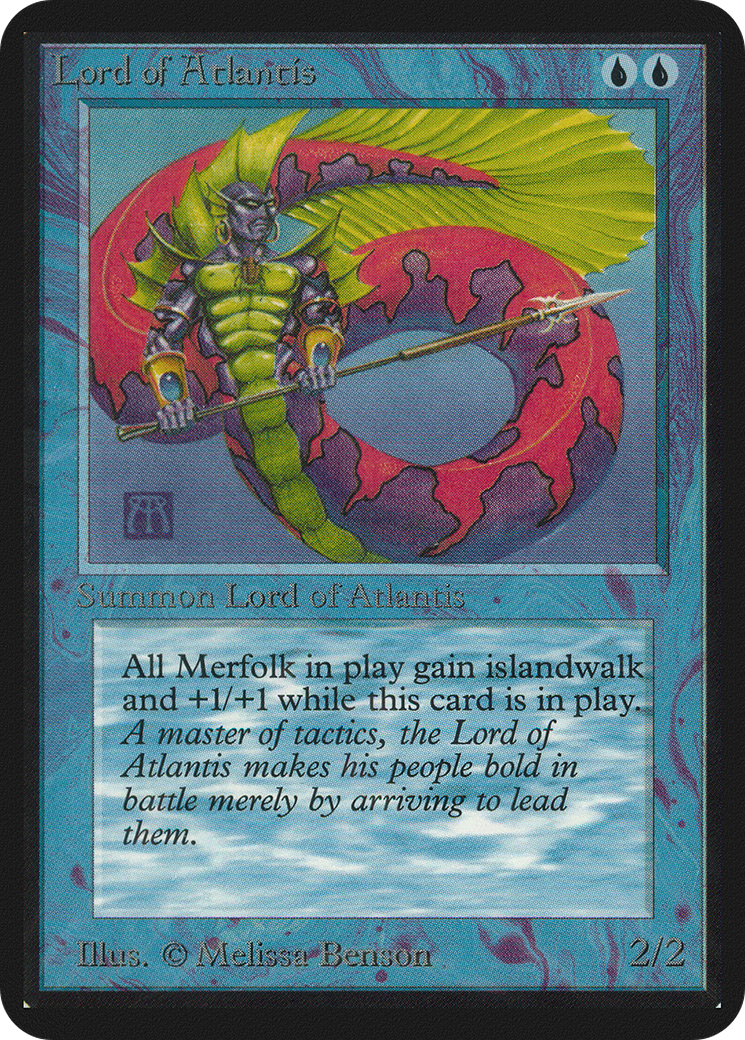 Lord of Atlantis
Summon Lord of Atlantis
All Merfolk in play gain islandwalk
and +1/+1 while this card is in play.
A master of tactics, the Lord of
Atlantis makes his people bold in
battle merely by arriving to lead
them.
Illus. © Melissa Benson 2/2